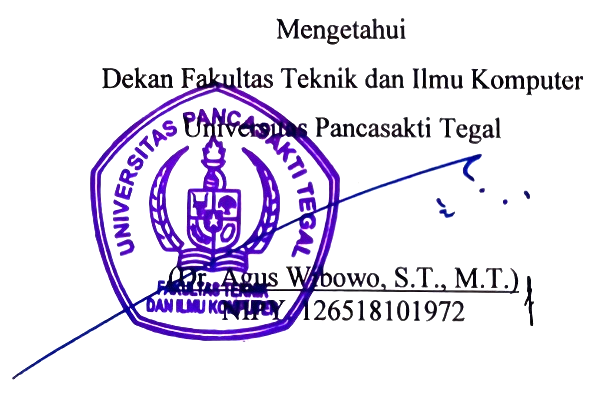 Mengetahui
Dekan Fakultas Teknik dan Ilmu Komputer
Universitas Pancasakti Tegal
UNIVERSITAS PANCASAKTI TEGAL
(Dr. Agus Wibowo, S.T., M.T.)
FAKULTAS TEKNIK
DAN ILMU KOMPUTER
NIPY. 126518101972